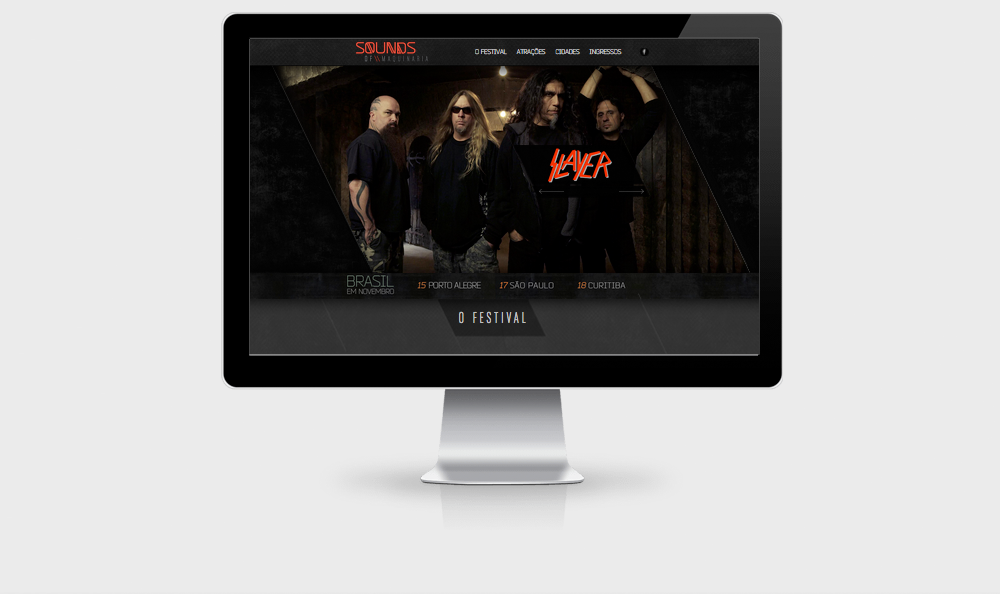 SOUNDS
OF MAQUINARIA
O FESTIVAL ATRAÇÕES CIDADES INGRESSOS f
SLAYER
BRASIL
EM NOVEMBRO
15 PORTO ALEGRE 17 SÃO PAULO 18 CURITIBA
O FESTIVAL